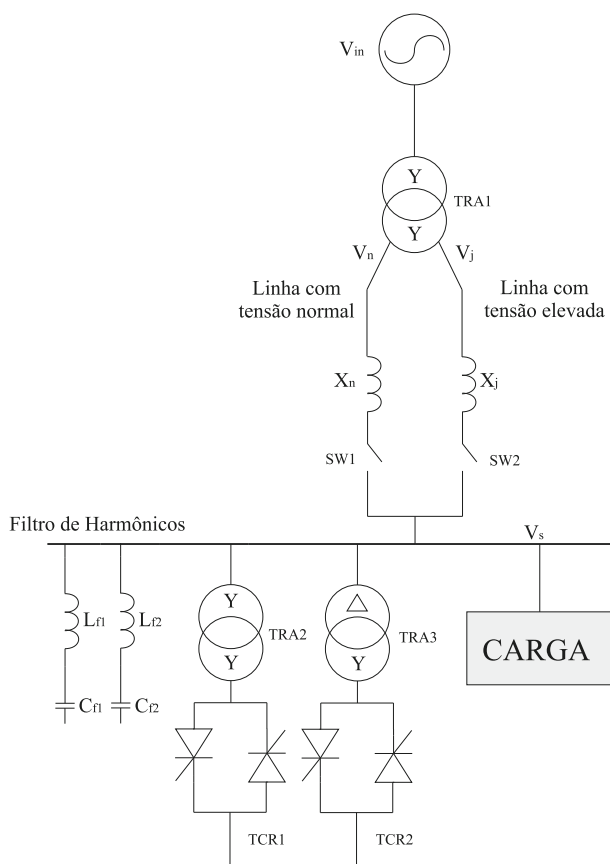 Vin
Y
Y
TRA1
Vn
Vj
Linha com
tensão normal
Linha com
tensão elevada
Xn
Xj
SW1
SW2
Filtro de Harmônicos
Vs
Lf1
Lf2
Y
Y
TRA2
△
Y
TRA3
CARGA
Cf1
Cf2
TCR1
TCR2